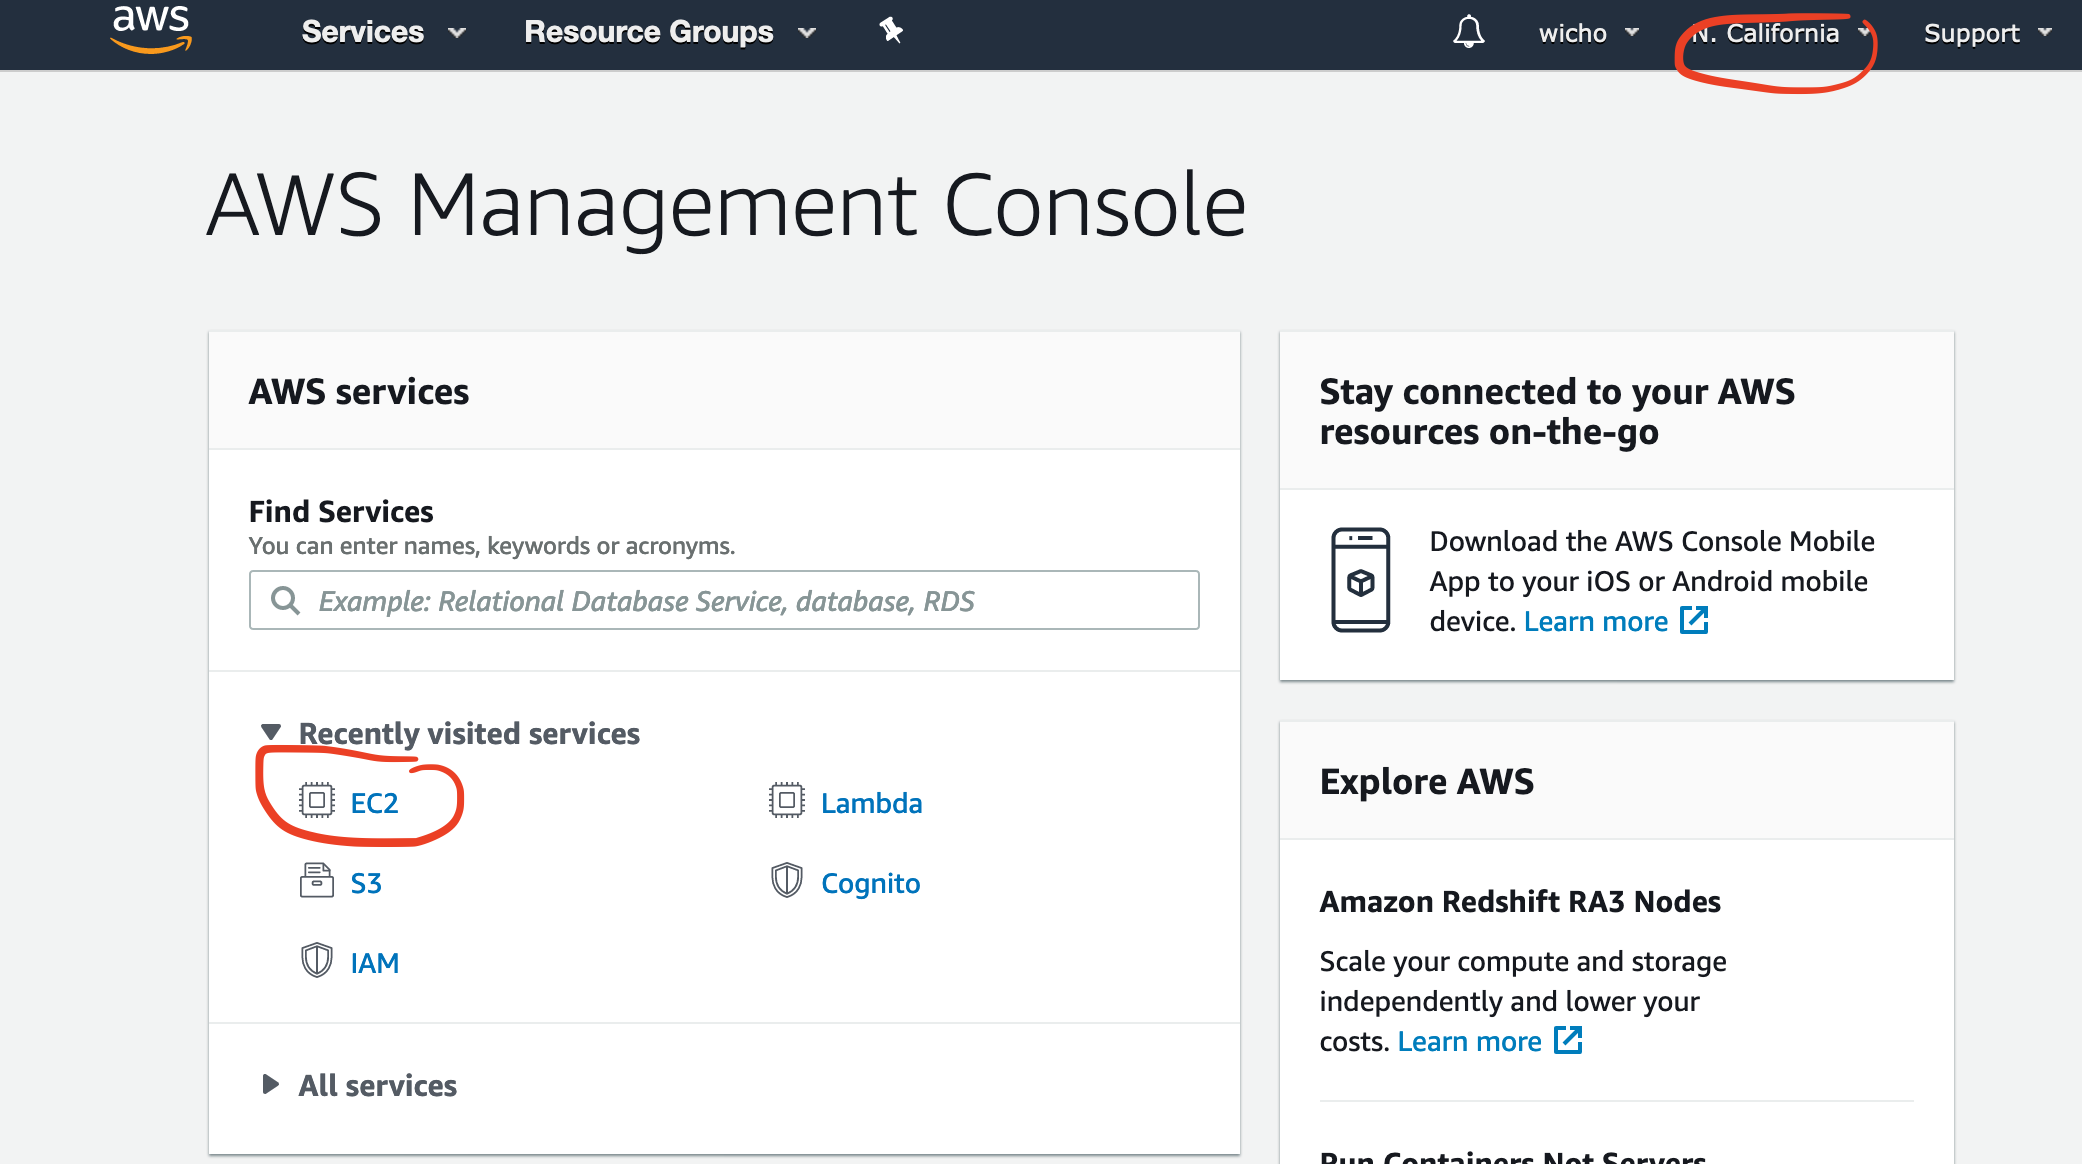 aws
Services
Resource Groups
wicho
N. California
Support
AWS Management Console
AWS services
Find Services
You can enter names, keywords or acronyms.
Example: Relational Database Service, database, RDS
Recently visited services
EC2
Lambda
S3
Cognito
IAM
All services
Stay connected to your AWS
resources on-the-go
Download the AWS Console Mobile
App to your iOS or Android mobile
device. Learn more
Explore AWS
Amazon Redshift RA3 Nodes
Scale your compute and storage
independently and lower your
costs. Learn more
Run Containers Not Servers